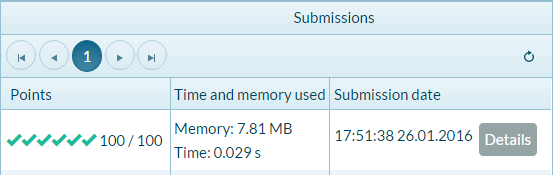 Submissions
1
Points Time and memory used Submission date
100 / 100 Memory: 7.81 MB 17:51:38 26.01.2016 Details
Time: 0.029 s